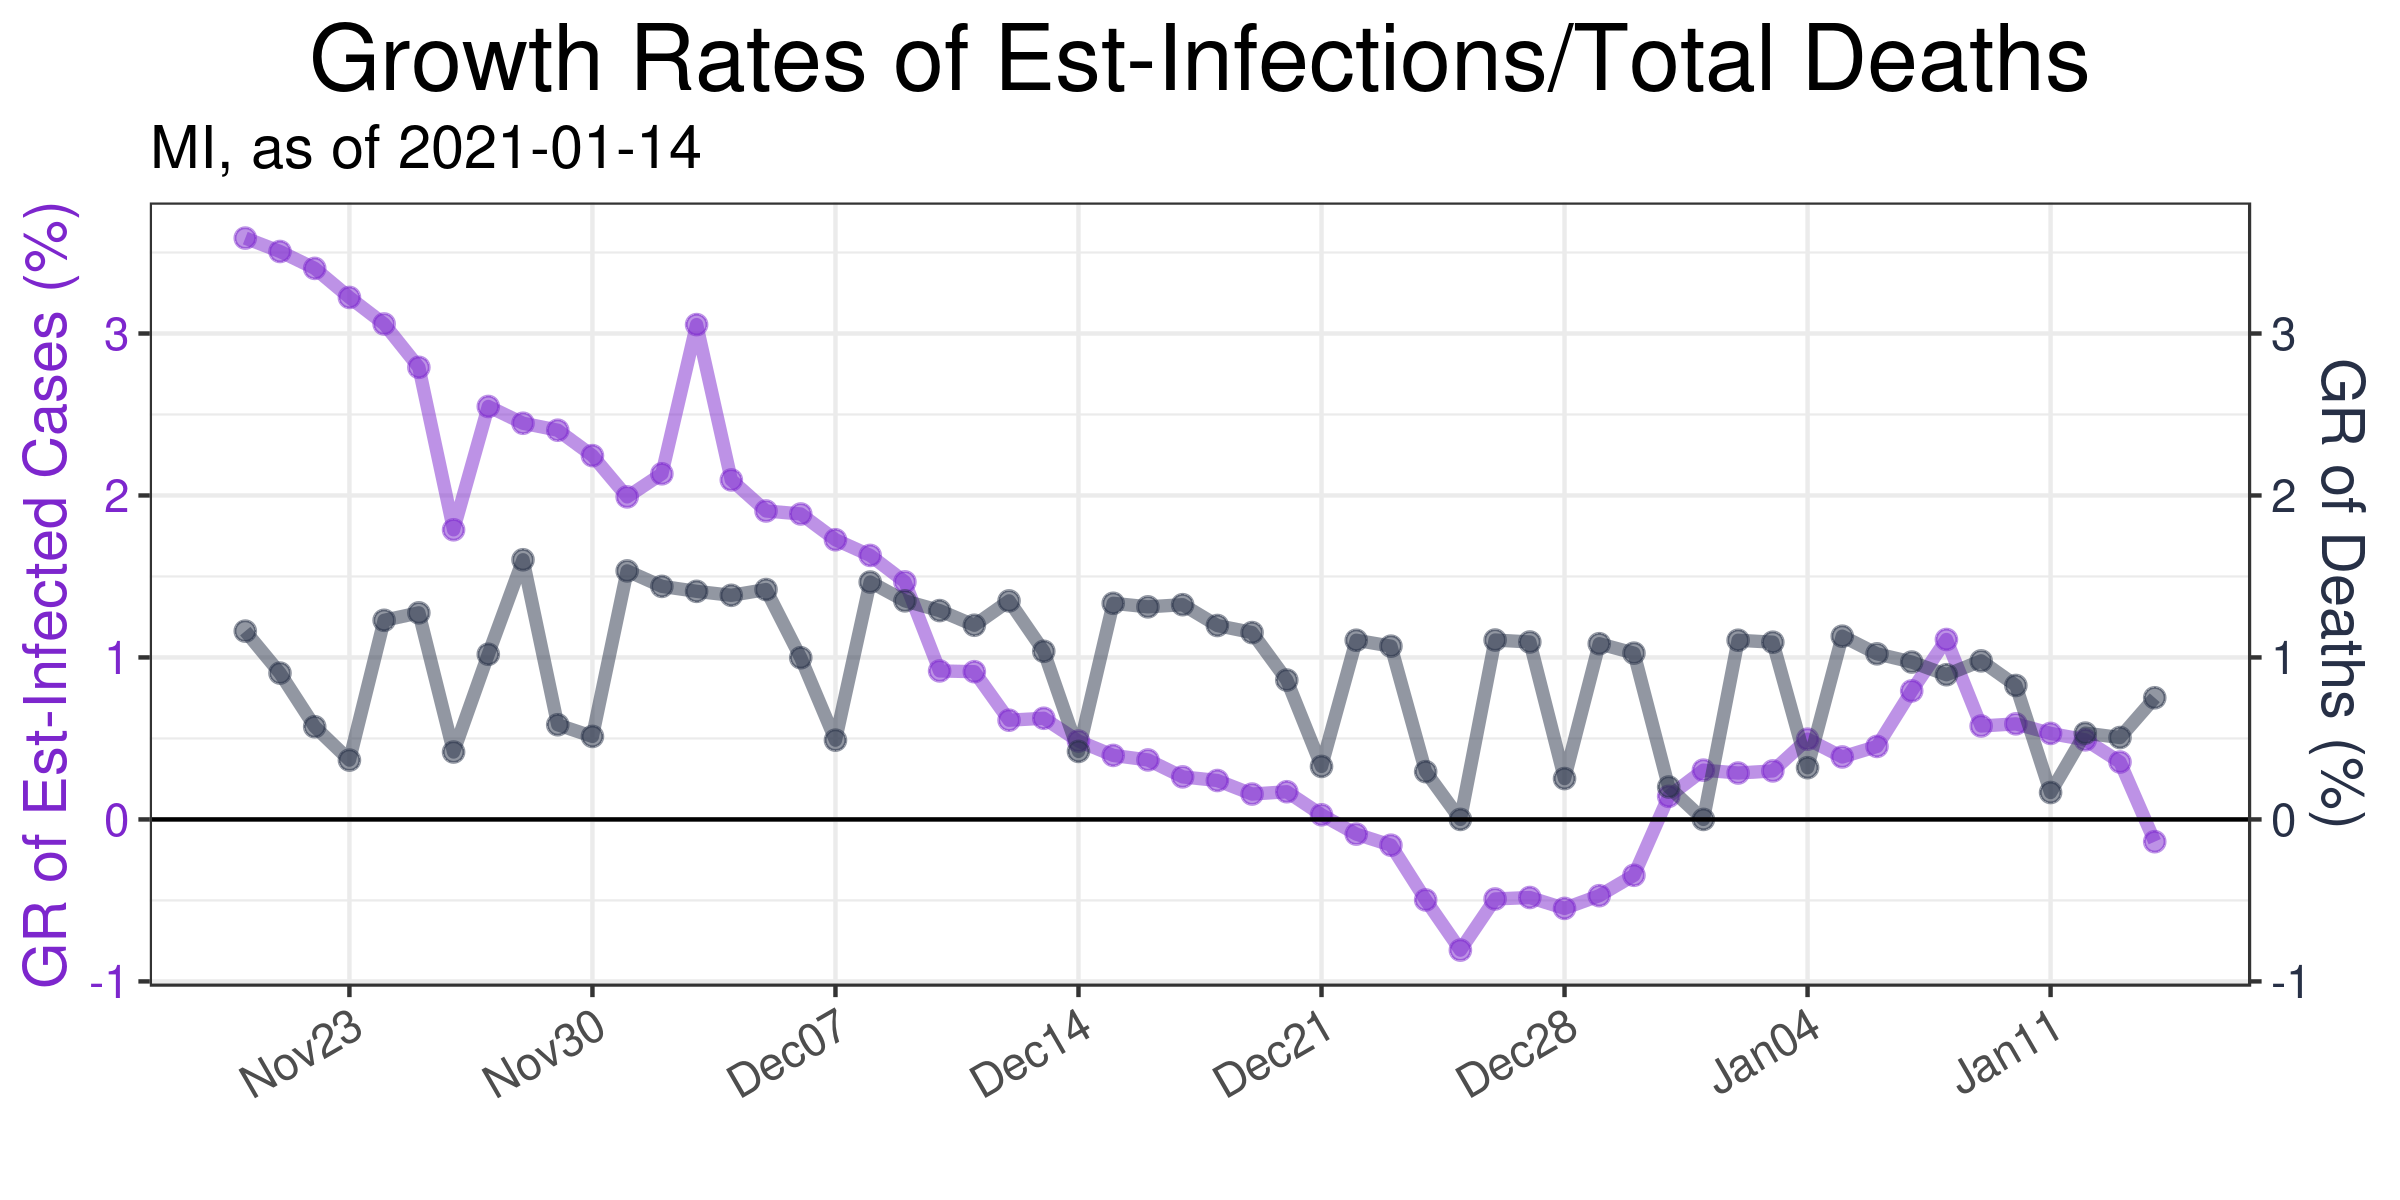 Growth Rates of Est-Infections/Total Deaths
MI, as of 2021-01-14
GR of Est-Infected Cases (%)
3
2
1
0
-1
3
2
1
0
-1
GR of Deaths (%)
Nov23
Nov30
Dec07
Dec14
Dec21
Dec28
Jan04
Jan11